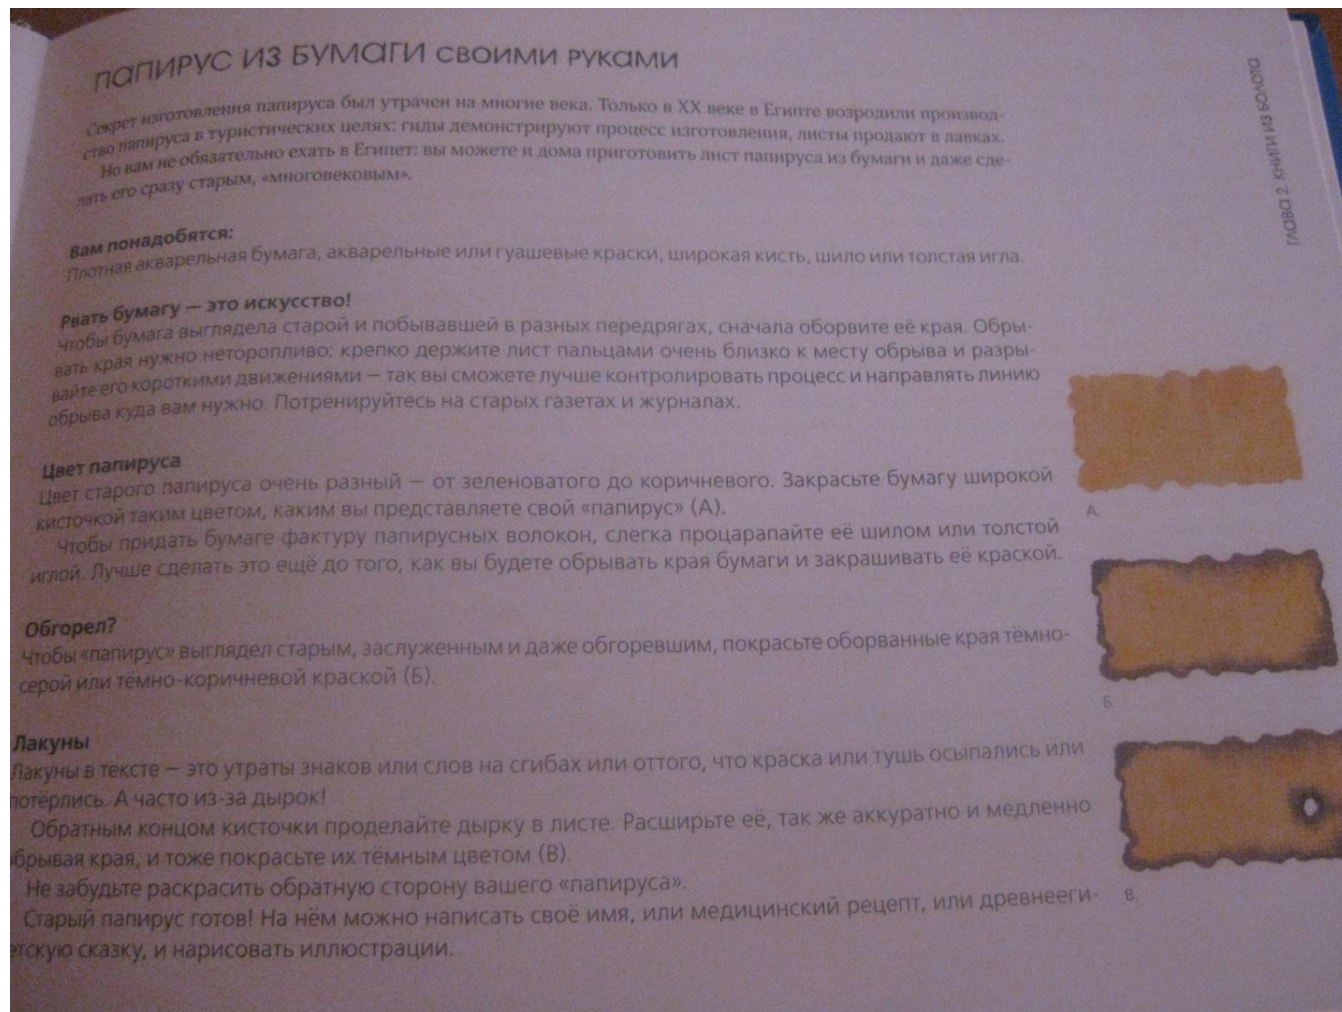 ПАПИРУС ИЗ БУМАГИ СВОИМИ РУКАМИ
Секрет изготовления папируса был утрачен на многие века. Только в XX веке в Египте возродили производ-
ство папируса в туристических целях: гиды демонстрируют процесс изготовления, листы продают в лавках.
Но вам не обязательно ехать в Египет: вы можете и дома приготовить лист папируса из бумаги и даже сде-
лать его сразу старым, «многовековым».
Вам понадобятся:
Плотная акварельная бумага, акварельные или гуашевые краски, широкая кисть, шило или толстая игла.
Рвать бумагу — это искусство!
Чтобы бумага выглядела старой и побывавшей в разных передрягах, сначала оборвите её края. Обры-
вать края нужно неторопливо: крепко держите лист пальцами очень близко к месту обрыва и разры-
вайте его короткими движениями — так вы сможете лучше контролировать процесс и направлять линию
обрыва куда вам нужно. Потренируйтесь на старых газетах и журналах.
Цвет папируса
Цвет старого папируса очень разный — от зеленоватого до коричневого. Закрасьте бумагу широкой
кисточкой таким цветом, каким вы представляете свой «папирус» (А).
Чтобы придать бумаге фактуру папирусных волокон, слегка процарапайте её шилом или толстой
иглой. Лучше сделать это ещё до того, как вы будете обрывать края бумаги и закрашивать её краской.
Обгорел?
Чтобы «папирус» выглядел старым, заслуженным и даже обгоревшим, покрасьте оборванные края тёмно-
серой или тёмно-коричневой краской (Б).
Лакуны
Лакуны в тексте — это утраты знаков или слов на сгибах или оттого, что краска или тушь осыпались или
потёрлись. А часто из-за дырок!
Обратным концом кисточки проделайте дырку в листе. Расширьте её, так же аккуратно и медленно
обрывая края, и тоже покрасьте их тёмным цветом (В).
Не забудьте раскрасить обратную сторону вашего «папируса».
Старый папирус готов! На нём можно написать своё имя, или медицинский рецепт, или древнееги-
етскую сказку, и нарисовать иллюстрации.
А.
Б.
В.
ГЛАВА 2. КНИГИ ИЗ БОЛОТА